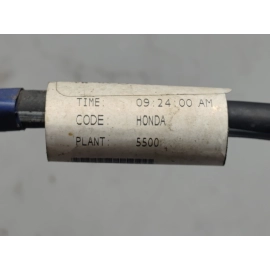 TIME: 09:24:00 AM
CODE: HONDA
PLANT: 5500